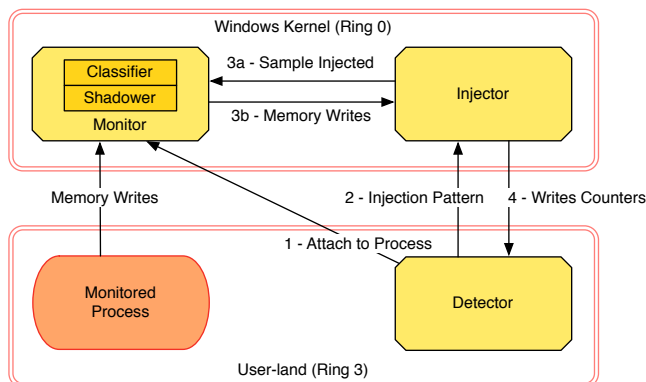 Windows Kernel (Ring 0)
Classifier
Shadower
Monitor
3a - Sample Injected
3b - Memory Writes
Injector
Memory Writes
2 - Injection Pattern
4 - Writes Counters
1 - Attach to Process
Monitored
Process
Detector
User-land (Ring 3)